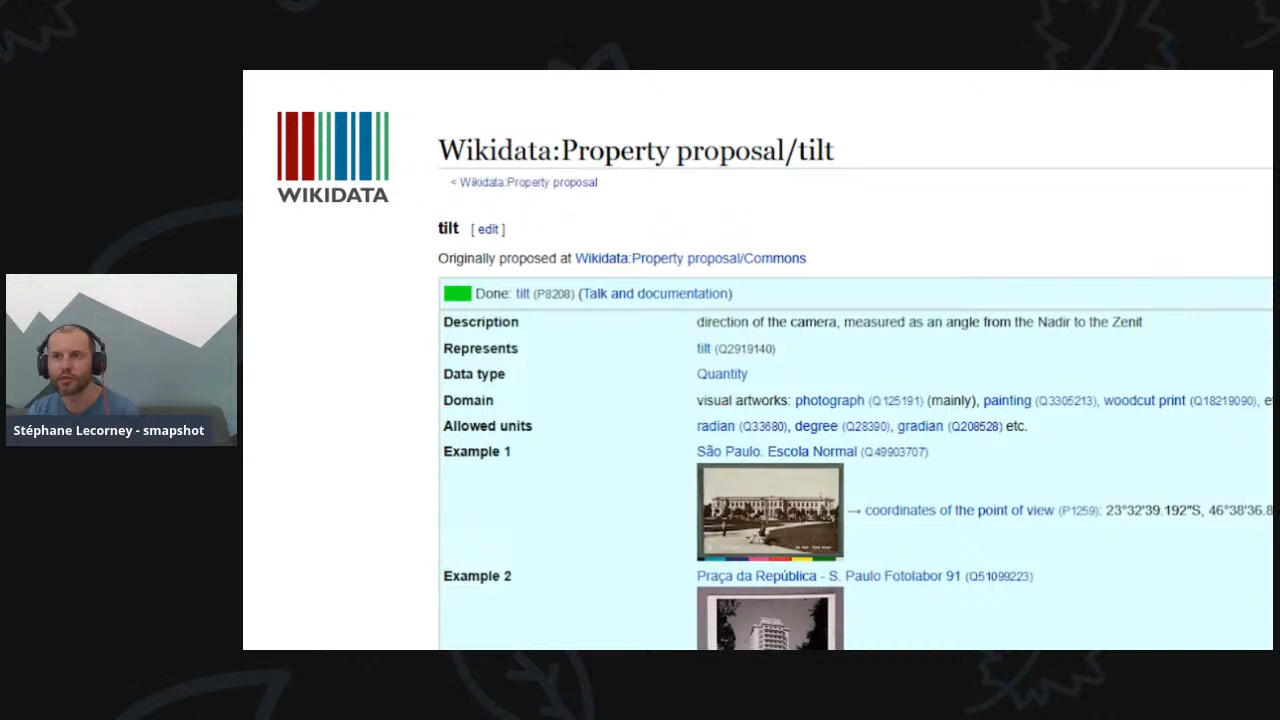 WIKIDATA
Wikidata:Property proposal/tilt
< Wikidata:Property proposal
tilt [ edit ]
Originally proposed at Wikidata:Property proposal/Commons
Done: tilt (P8208) (Talk and documentation)
Description direction of the camera, measured as an angle from the Nadir to the Zenit
Represents tilt (Q2919140)
Data type Quantity
Domain visual artworks: photograph (Q125191) (mainly), painting (Q3305213), woodcut print (Q18219090), e
Allowed units radian (Q33680), degree (Q28390), gradian (Q208528) etc.
Example 1 São Paulo. Escola Normal (Q49903707)
→ coordinates of the point of view (P1259): 23°32'39.192"S, 46°38'36.8
Example 2 Praça da República - S. Paulo Fotolabor 91 (Q51099223)
Stéphane Lecorney - smapshot